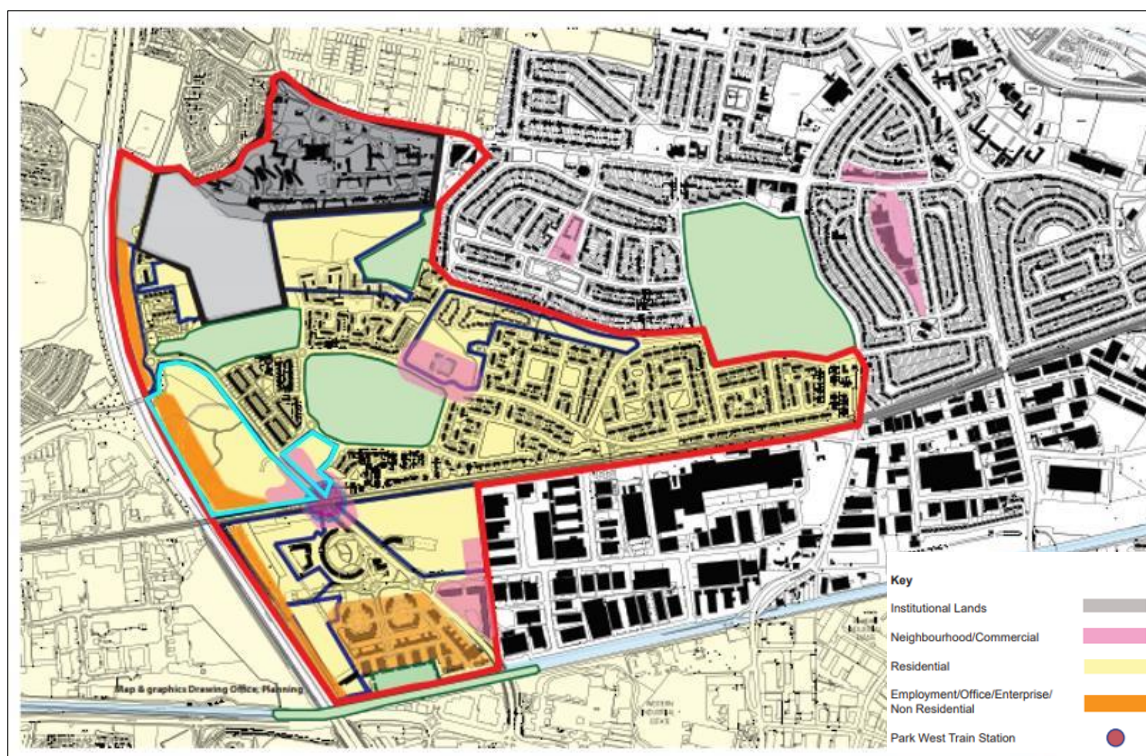 Map & graphics Drawing Office, Planning
Key
Institutional Lands
Neighbourhood/Commercial
Residential
Employment/Office/Enterprise/
Non Residential
Park West Train Station